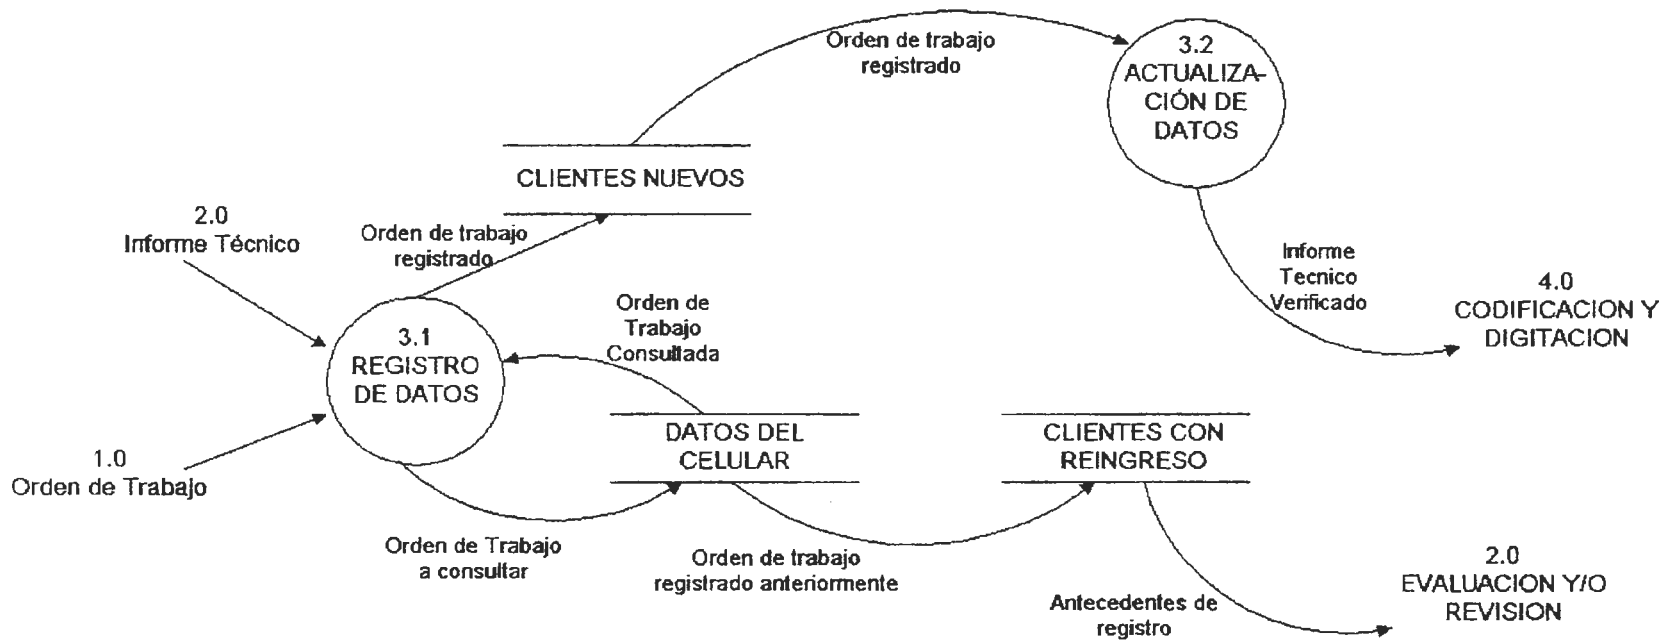 Orden de trabajo
registrado
3.2
ACTUALIZA-
CIÓN DE
DATOS
CLIENTES NUEVOS
2.0
Informe Técnico
Orden de trabajo
registrado
Informe
Tecnico
Verificado
4.0
CODIFICACION Y
DIGITACION
Orden de
Trabajo
Consultada
3.1
REGISTRO
DE DATOS
1.0
Orden de Trabajo
DATOS DEL
CELULAR
CLIENTES CON
REINGRESO
Orden de Trabajo
a consultar
Orden de trabajo
registrado anteriormente
Antecedentes de
registro
2.0
EVALUACION Y/O
REVISION